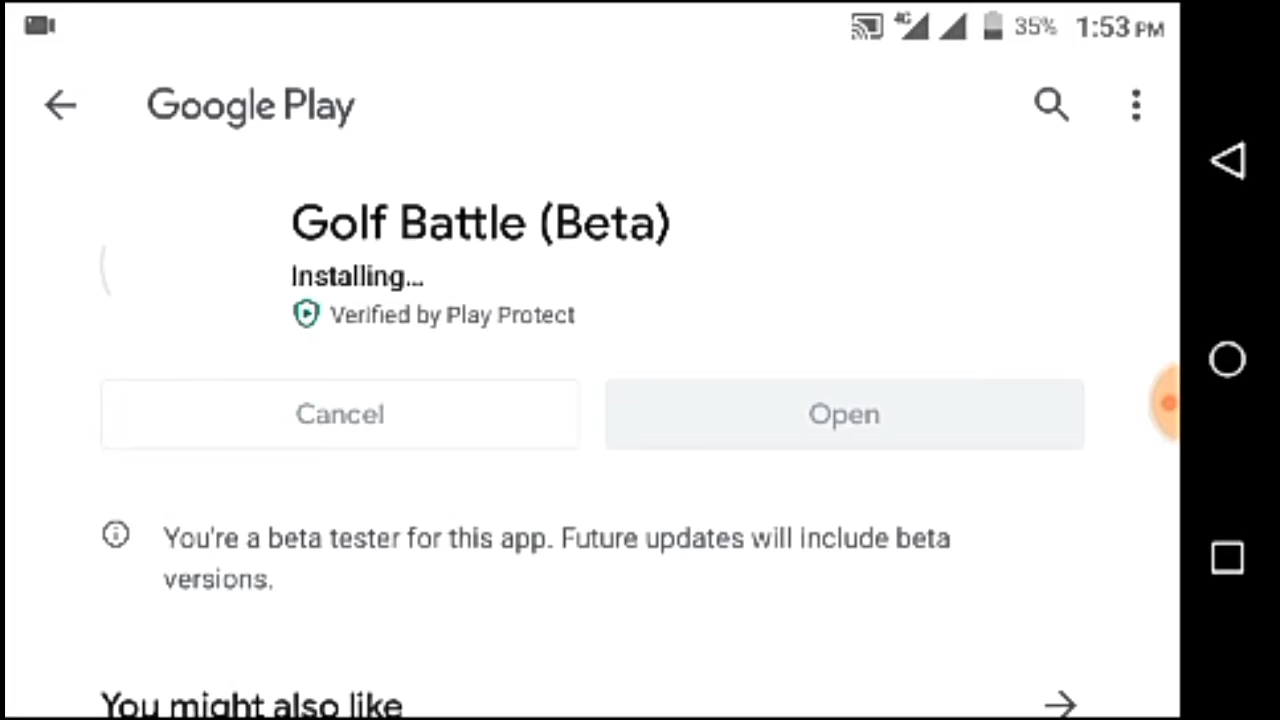 4G 35% 1:53 PM
Google Play
Golf Battle (Beta)
Installing...
Verified by Play Protect
Cancel Open
You're a beta tester for this app. Future updates will include beta
versions.
You might also like